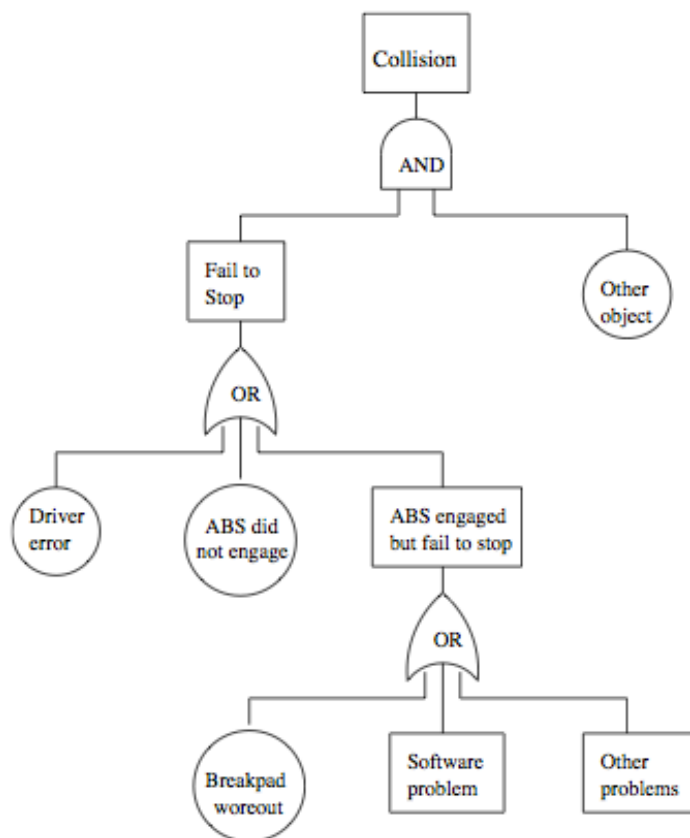 Collision
AND
Fail to
Stop
Other
object
OR
Driver
error
ABS did
not engage
ABS engaged
but fail to stop
OR
Breakpad
woreout
Software
problem
Other
problems